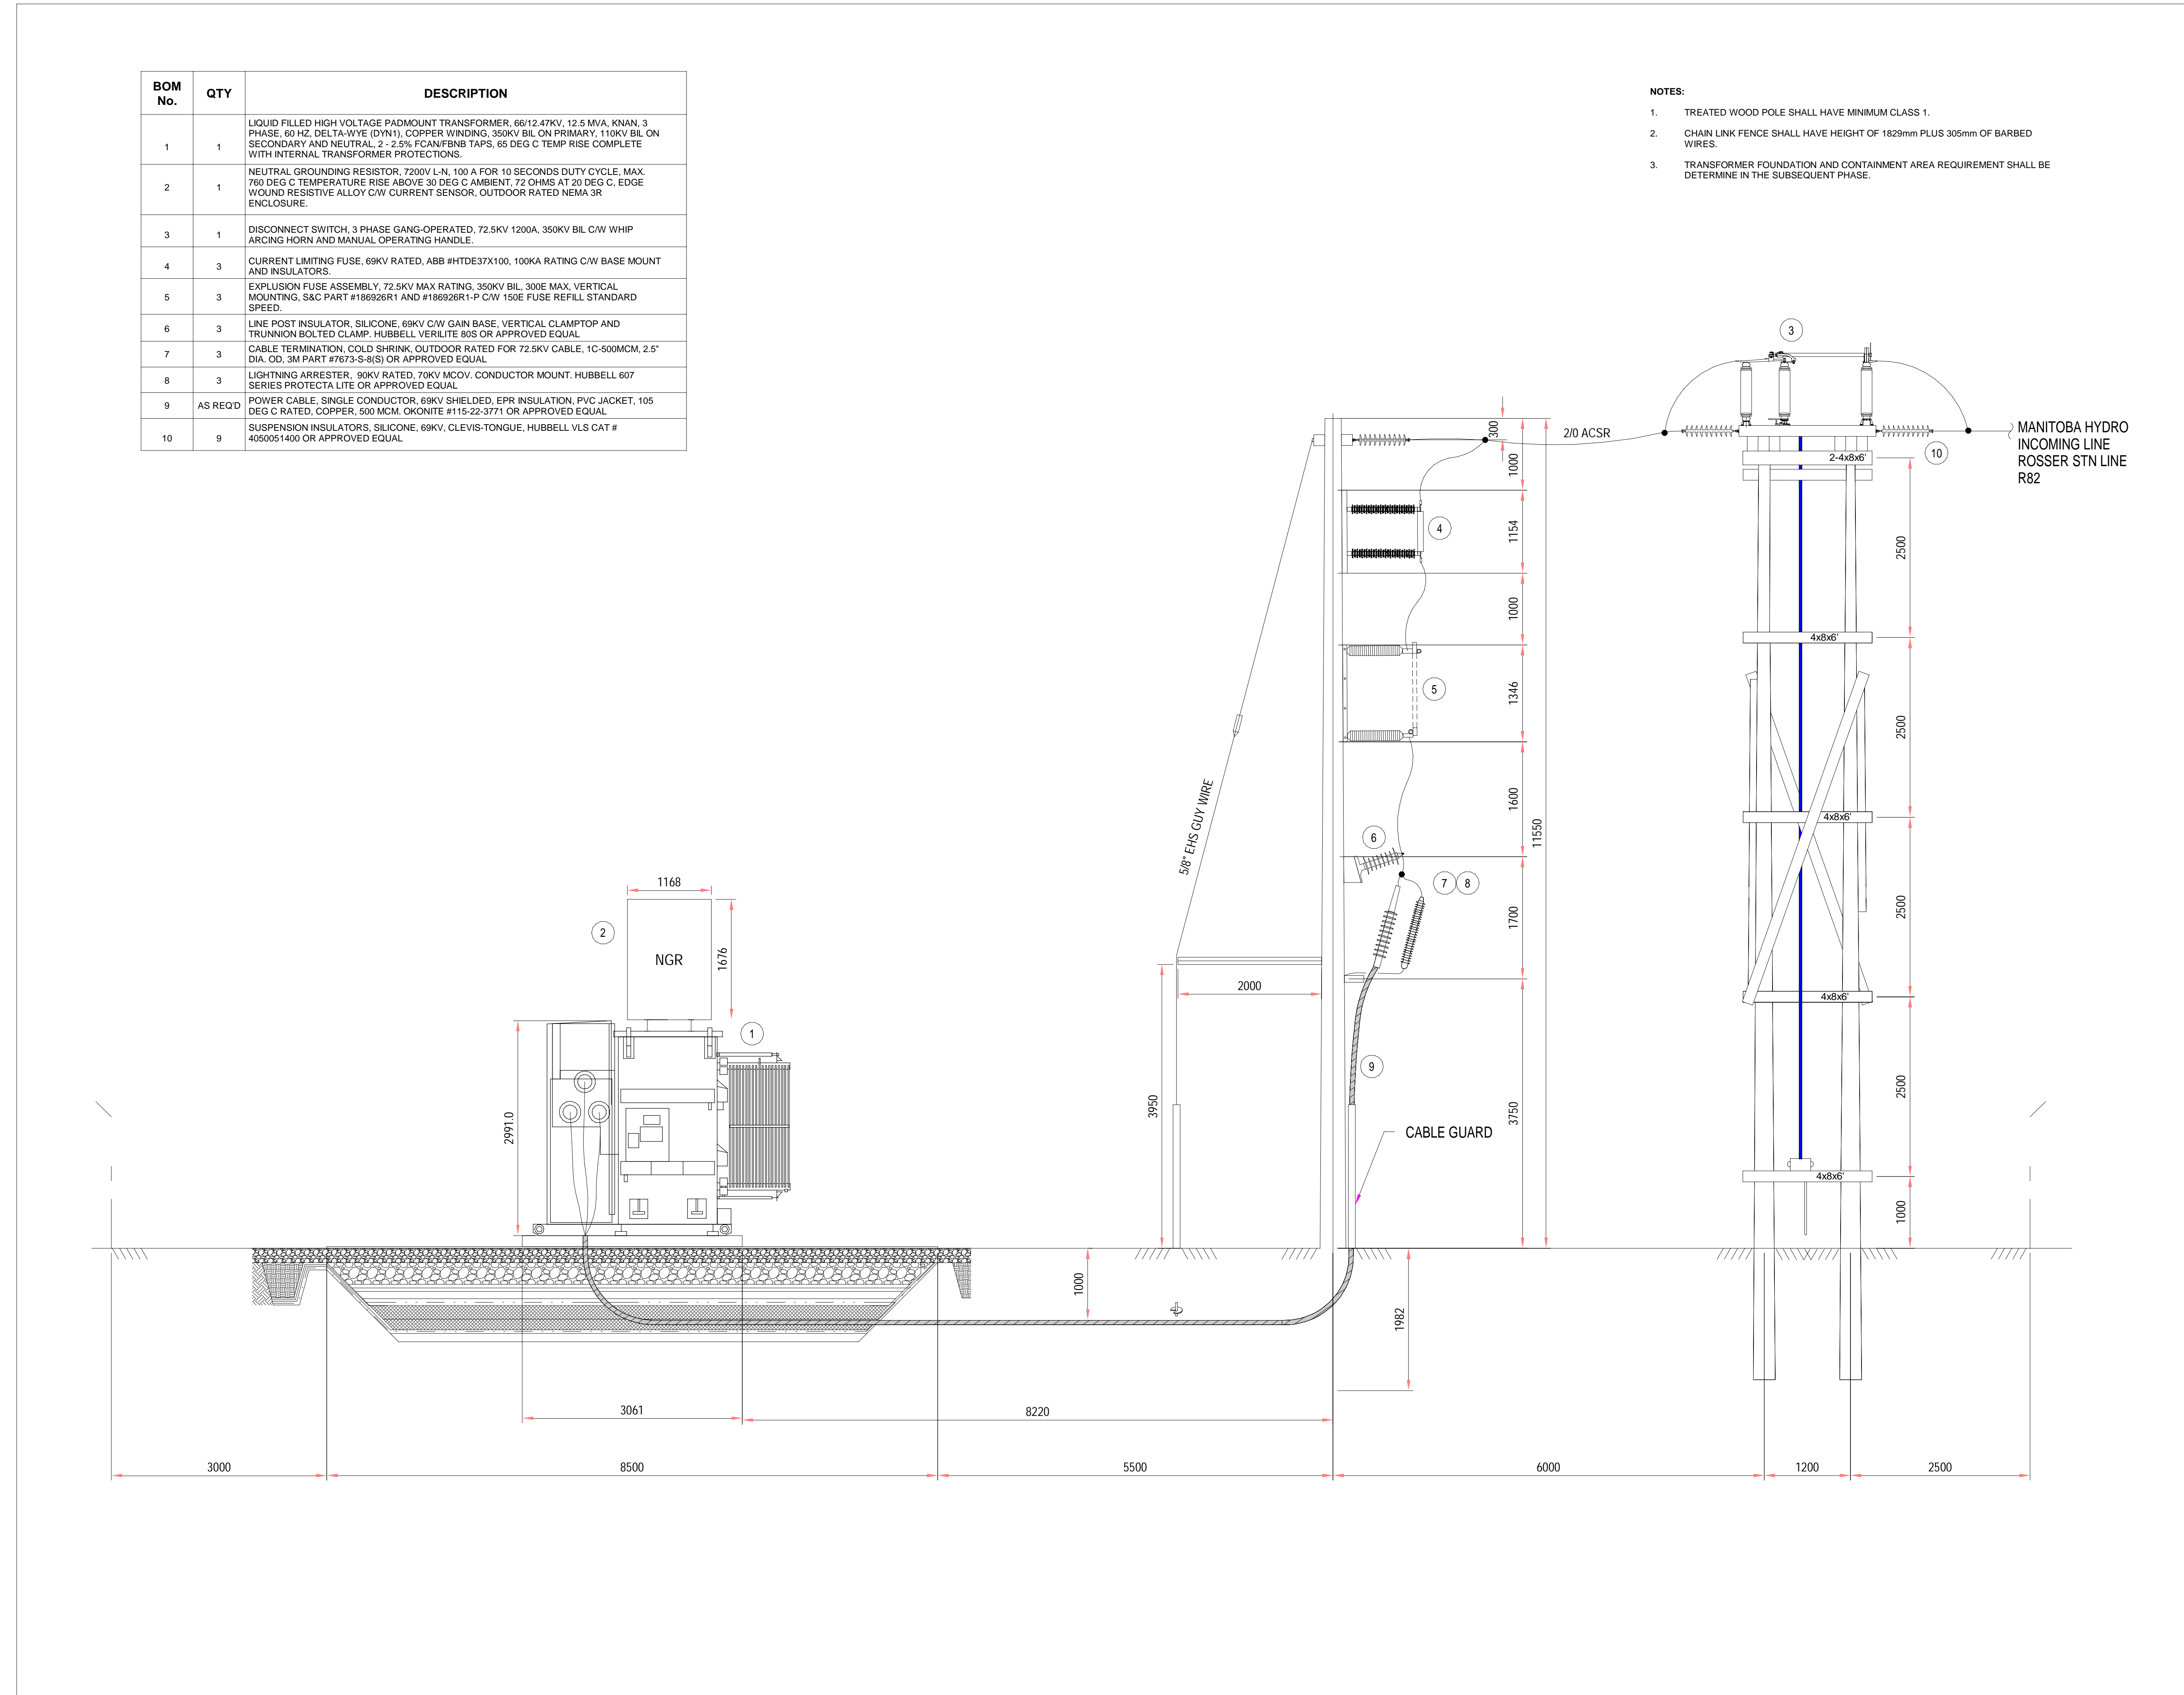 BOM No.
QTY
DESCRIPTION
1
1
LIQUID FILLED HIGH VOLTAGE PADMOUNT TRANSFORMER, 66/12.47KV, 12.5 MVA, KNAN, 3
PHASE, 60 HZ, DELTA-WYE (DYN1), COPPER WINDING, 350KV BIL ON PRIMARY, 110KV BIL ON
SECONDARY AND NEUTRAL, 2 - 2.5% FCAN/FBNB TAPS, 65 DEG C TEMP RISE COMPLETE
WITH INTERNAL TRANSFORMER PROTECTIONS.
2
1
NEUTRAL GROUNDING RESISTOR, 7200V L-N, 100 A FOR 10 SECONDS DUTY CYCLE, MAX.
760 DEG C TEMPERATURE RISE ABOVE 30 DEG C AMBIENT, 72 OHMS AT 20 DEG C, EDGE
WOUND RESISTIVE ALLOY C/W CURRENT SENSOR, OUTDOOR RATED NEMA 3R
ENCLOSURE.
3
1
DISCONNECT SWITCH, 3 PHASE GANG-OPERATED, 72.5KV 1200A, 350KV BIL C/W WHIP
ARCING HORN AND MANUAL OPERATING HANDLE.
4
3
CURRENT LIMITING FUSE, 69KV RATED, ABB #HTDE37X100, 100KA RATING C/W BASE MOUNT
AND INSULATORS.
5
3
EXPLUSION FUSE ASSEMBLY, 72.5KV MAX RATING, 350KV BIL, 300E MAX, VERTICAL
MOUNTING, S&C PART #186926R1 AND #186926R1-P C/W 150E FUSE REFILL STANDARD
SPEED.
6
3
LINE POST INSULATOR, SILICONE, 69KV C/W GAIN BASE, VERTICAL CLAMPTOP AND
TRUNNION BOLTED CLAMP. HUBBELL VERILITE 80S OR APPROVED EQUAL
7
3
CABLE TERMINATION, COLD SHRINK, OUTDOOR RATED FOR 72.5KV CABLE, 1C-500MCM, 2.5"
DIA. OD, 3M PART #7673-S-8(S) OR APPROVED EQUAL
8
3
LIGHTNING ARRESTER, 90KV RATED, 70KV MCOV. CONDUCTOR MOUNT. HUBBELL 607
SERIES PROTECTA LITE OR APPROVED EQUAL
9
AS REQ'D
POWER CABLE, SINGLE CONDUCTOR, 69KV SHIELDED, EPR INSULATION, PVC JACKET, 105
DEG C RATED, COPPER, 500 MCM. OKONITE #115-22-3771 OR APPROVED EQUAL
10
9
SUSPENSION INSULATORS, SILICONE, 69KV, CLEVIS-TONGUE, HUBBELL VLS CAT #
4050051400 OR APPROVED EQUAL
NOTES:
1. TREATED WOOD POLE SHALL HAVE MINIMUM CLASS 1.
2. CHAIN LINK FENCE SHALL HAVE HEIGHT OF 1829mm PLUS 305mm OF BARBED
WIRES.
3. TRANSFORMER FOUNDATION AND CONTAINMENT AREA REQUIREMENT SHALL BE
DETERMINE IN THE SUBSEQUENT PHASE.
3
300
2/0 ACSR
MANITOBA HYDRO
INCOMING LINE
ROSSER STN LINE
R82
10
2-4x8x6'
1000
4
1154
2500
1000
4x8x6'
5
1346
2500
1600
11550
5/8" EHS GUY WIRE
4x8x6'
6
7
8
1700
2500
1168
2
NGR
1676
2000
4x8x6'
1
9
2991.0
3950
3750
CABLE GUARD
2500
4x8x6'
1000
1000
1982
3061
8220
3000
8500
5500
6000
1200
2500